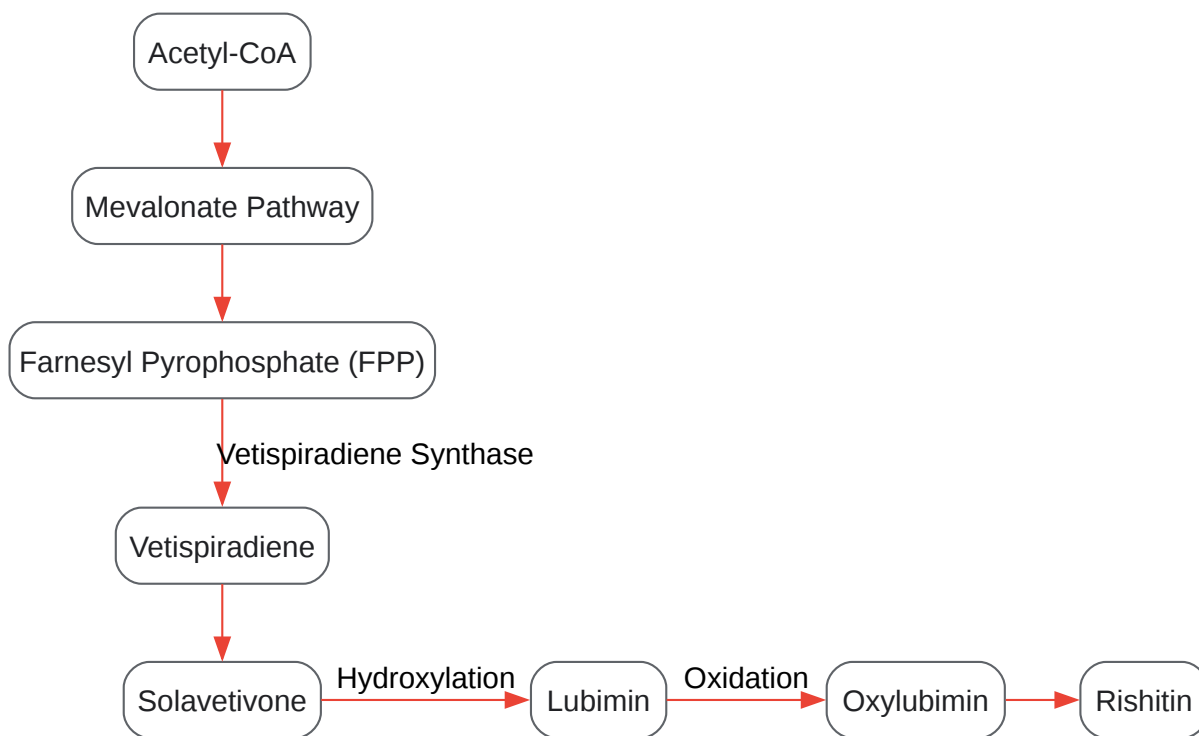 Acetyl-CoA
Mevalonate Pathway
Farnesyl Pyrophosphate (FPP)
Vetispiradiene Synthase
Vetispiradiene
Solavetivone
Hydroxylation
Lubimin
Oxidation
Oxylubimin
Rishitin